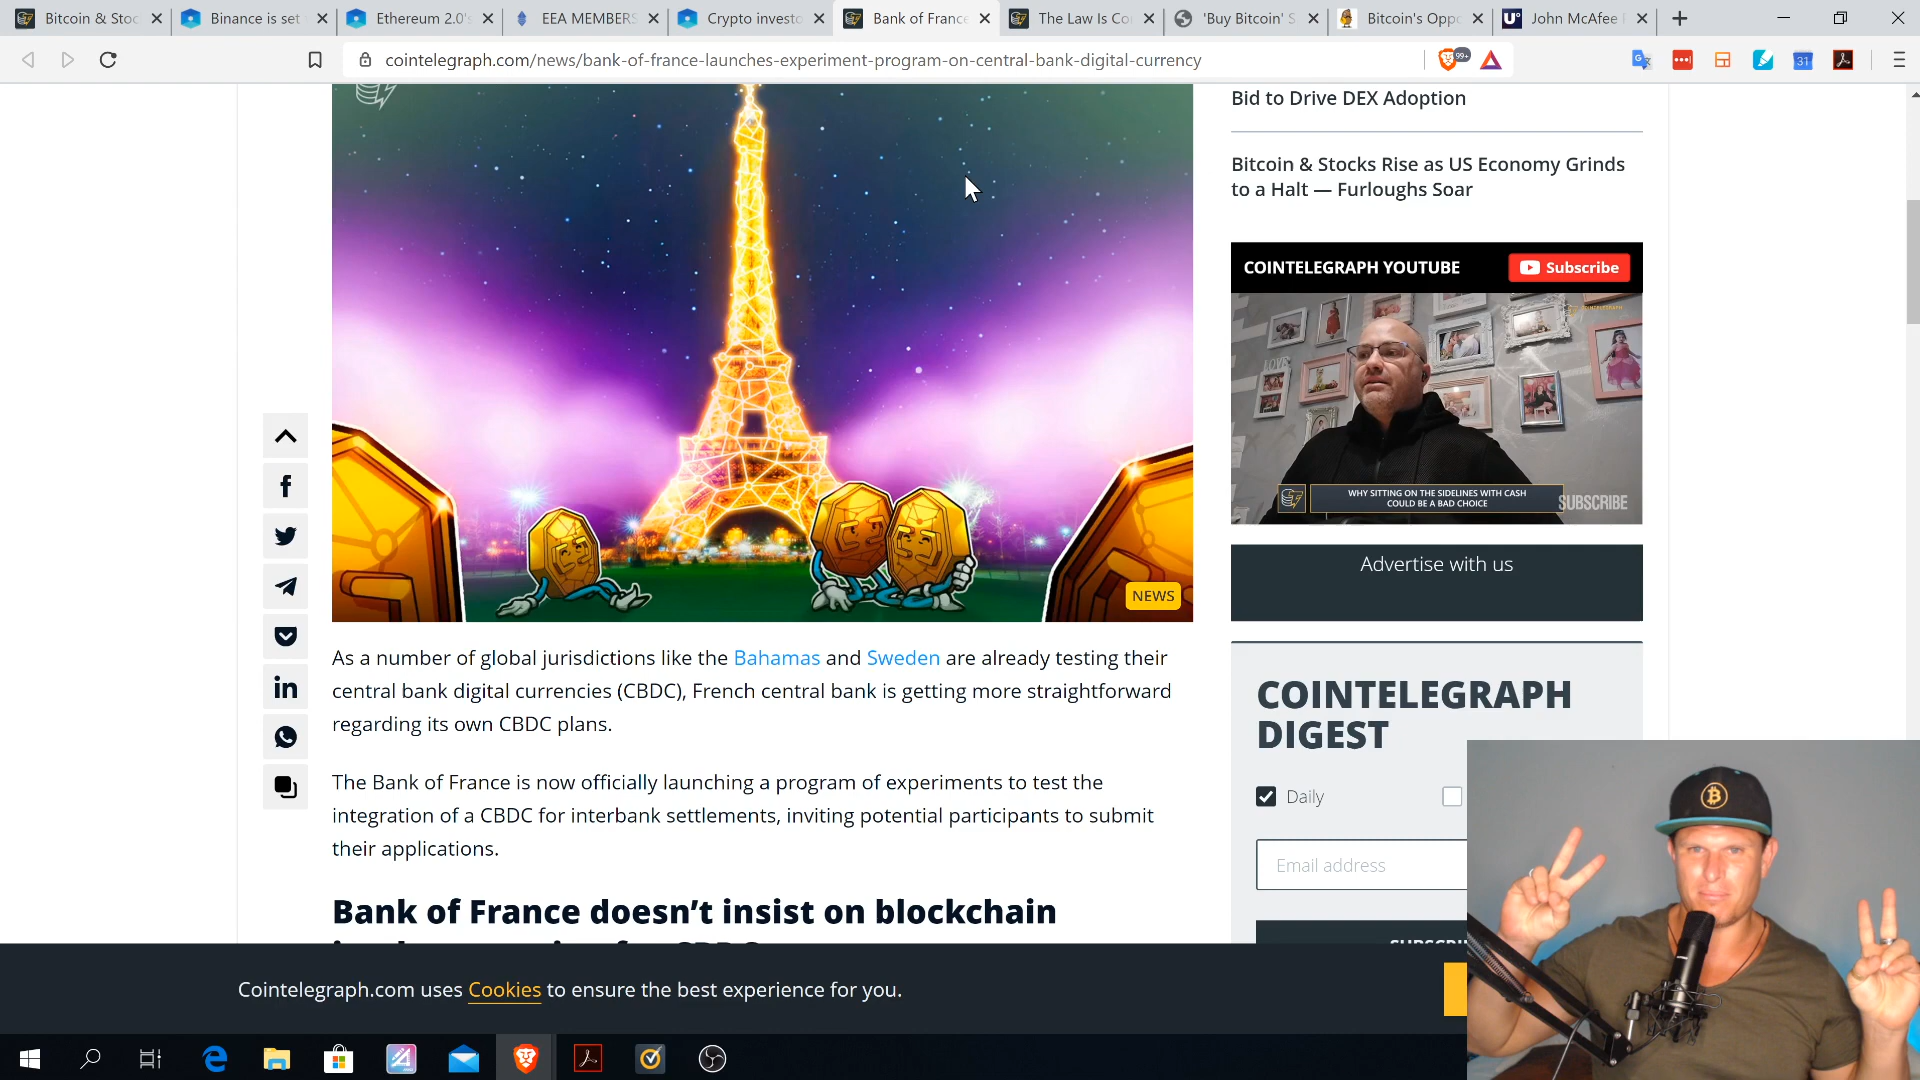 Bitcoin & Stoc
Binance is set
Ethereum 2.0's
EEA MEMBERS
Crypto investo
Bank of France
The Law Is Co
'Buy Bitcoin' S
Bitcoin's Oppo
John McAfee
cointelegraph.com/news/bank-of-france-launches-experiment-program-on-central-bank-digital-currency
99+
31
Bid to Drive DEX Adoption
Bitcoin & Stocks Rise as US Economy Grinds
to a Halt — Furloughs Soar
COINTELEGRAPH YOUTUBE
Subscribe
WHY SITTING ON THE SIDELINES WITH CASH
COULD BE A BAD CHOICE
SUBSCRIBE
Advertise with us
NEWS
As a number of global jurisdictions like the Bahamas and Sweden are already testing their
central bank digital currencies (CBDC), French central bank is getting more straightforward
regarding its own CBDC plans.
The Bank of France is now officially launching a program of experiments to test the
integration of a CBDC for interbank settlements, inviting potential participants to submit
their applications.
Bank of France doesn't insist on blockchain
COINTELEGRAPH
DIGEST
Daily
Email address
Cointelegraph.com uses Cookies to ensure the best experience for you.